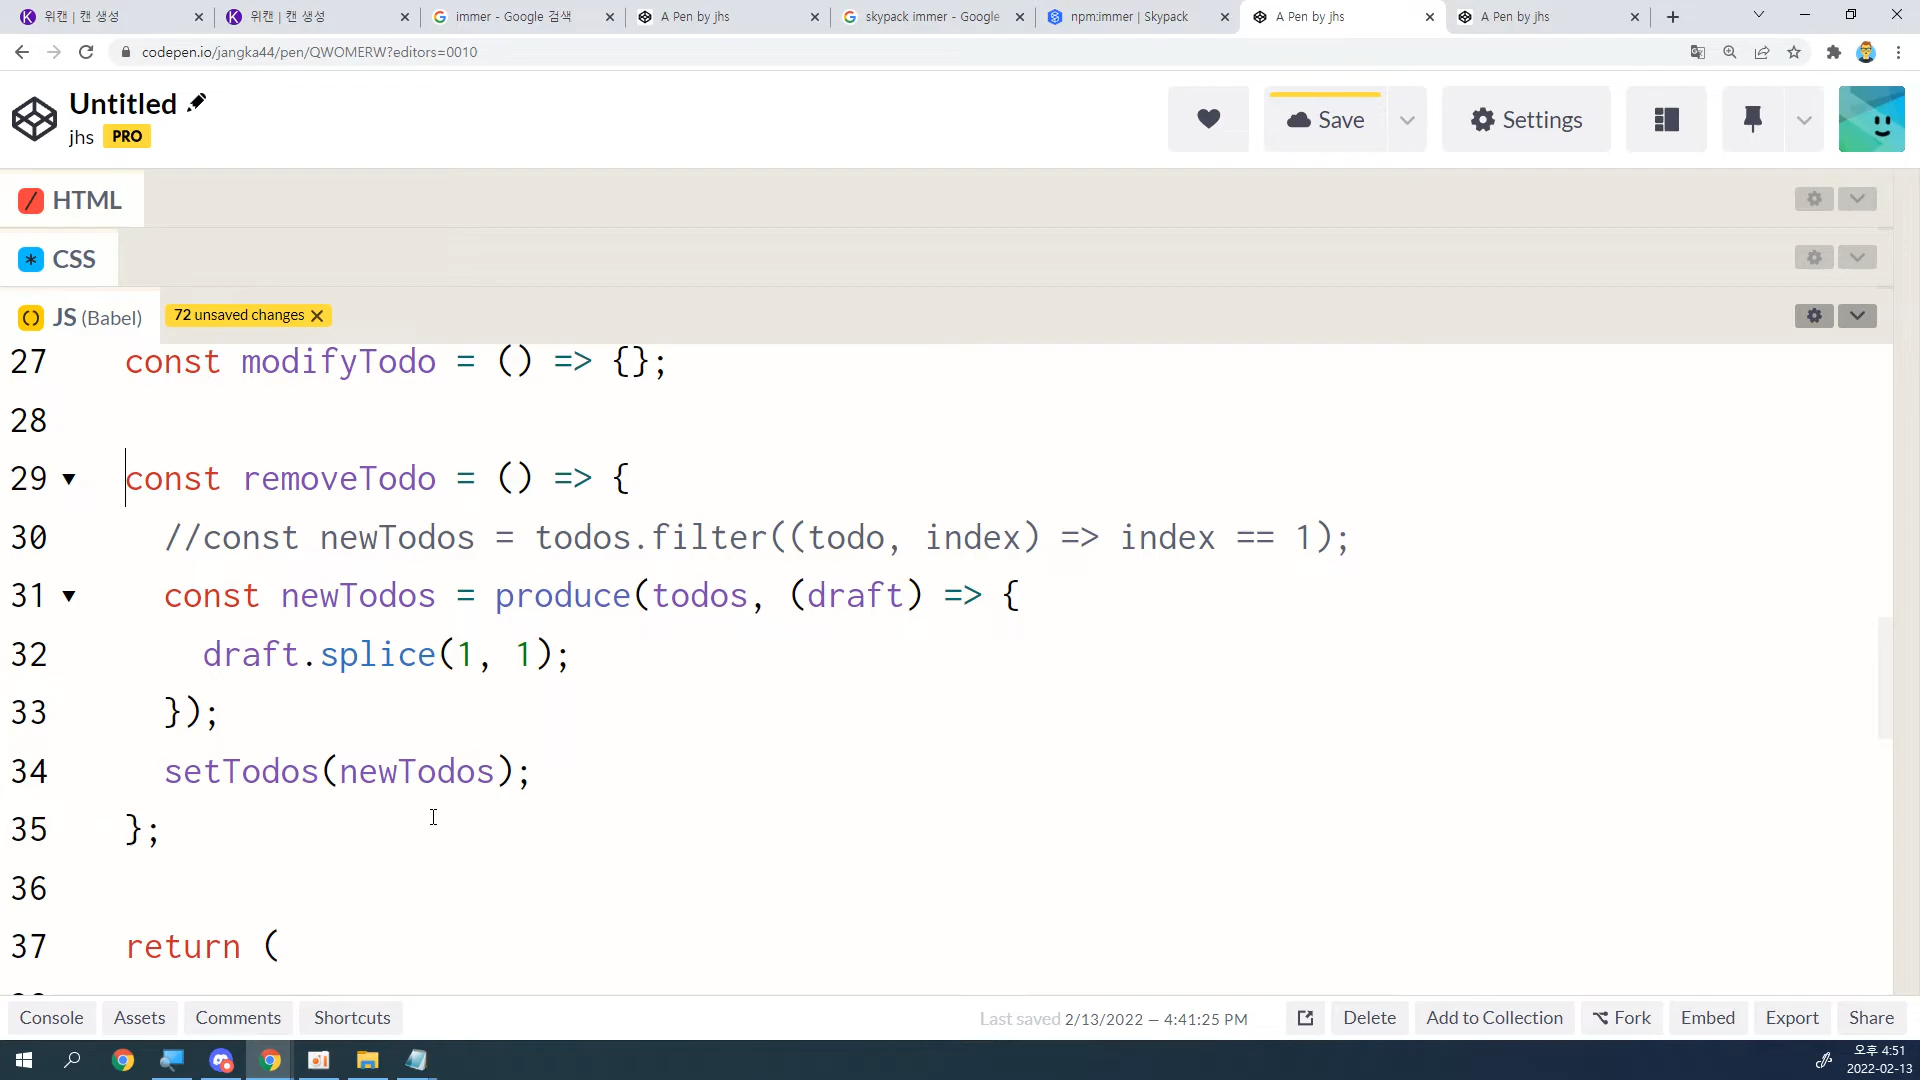 위캔 | 캔 생성
위캔 | 캔 생성
immer - Google 검색
A Pen by jhs
skypack immer - Google
npm:immer | Skypack
A Pen by jhs
A Pen by jhs
codepen.io/jangka44/pen/QWOMERW?editors=0010
Untitled
jhs PRO
Save
Settings
HTML
CSS
JS (Babel)
72 unsaved changes
27 const modifyTodo = () => {};
28
29 const removeTodo = () => {
30 //const newTodos = todos.filter((todo, index) => index == 1);
31 const newTodos = produce(todos, (draft) => {
32 draft.splice(1, 1);
33 });
34 setTodos(newTodos);
35 };
36
37 return (
Console Assets Comments Shortcuts
Last saved 2/13/2022 — 4:41:25 PM
Delete Add to Collection Fork Embed Export Share
오후 4:51
2022-02-13